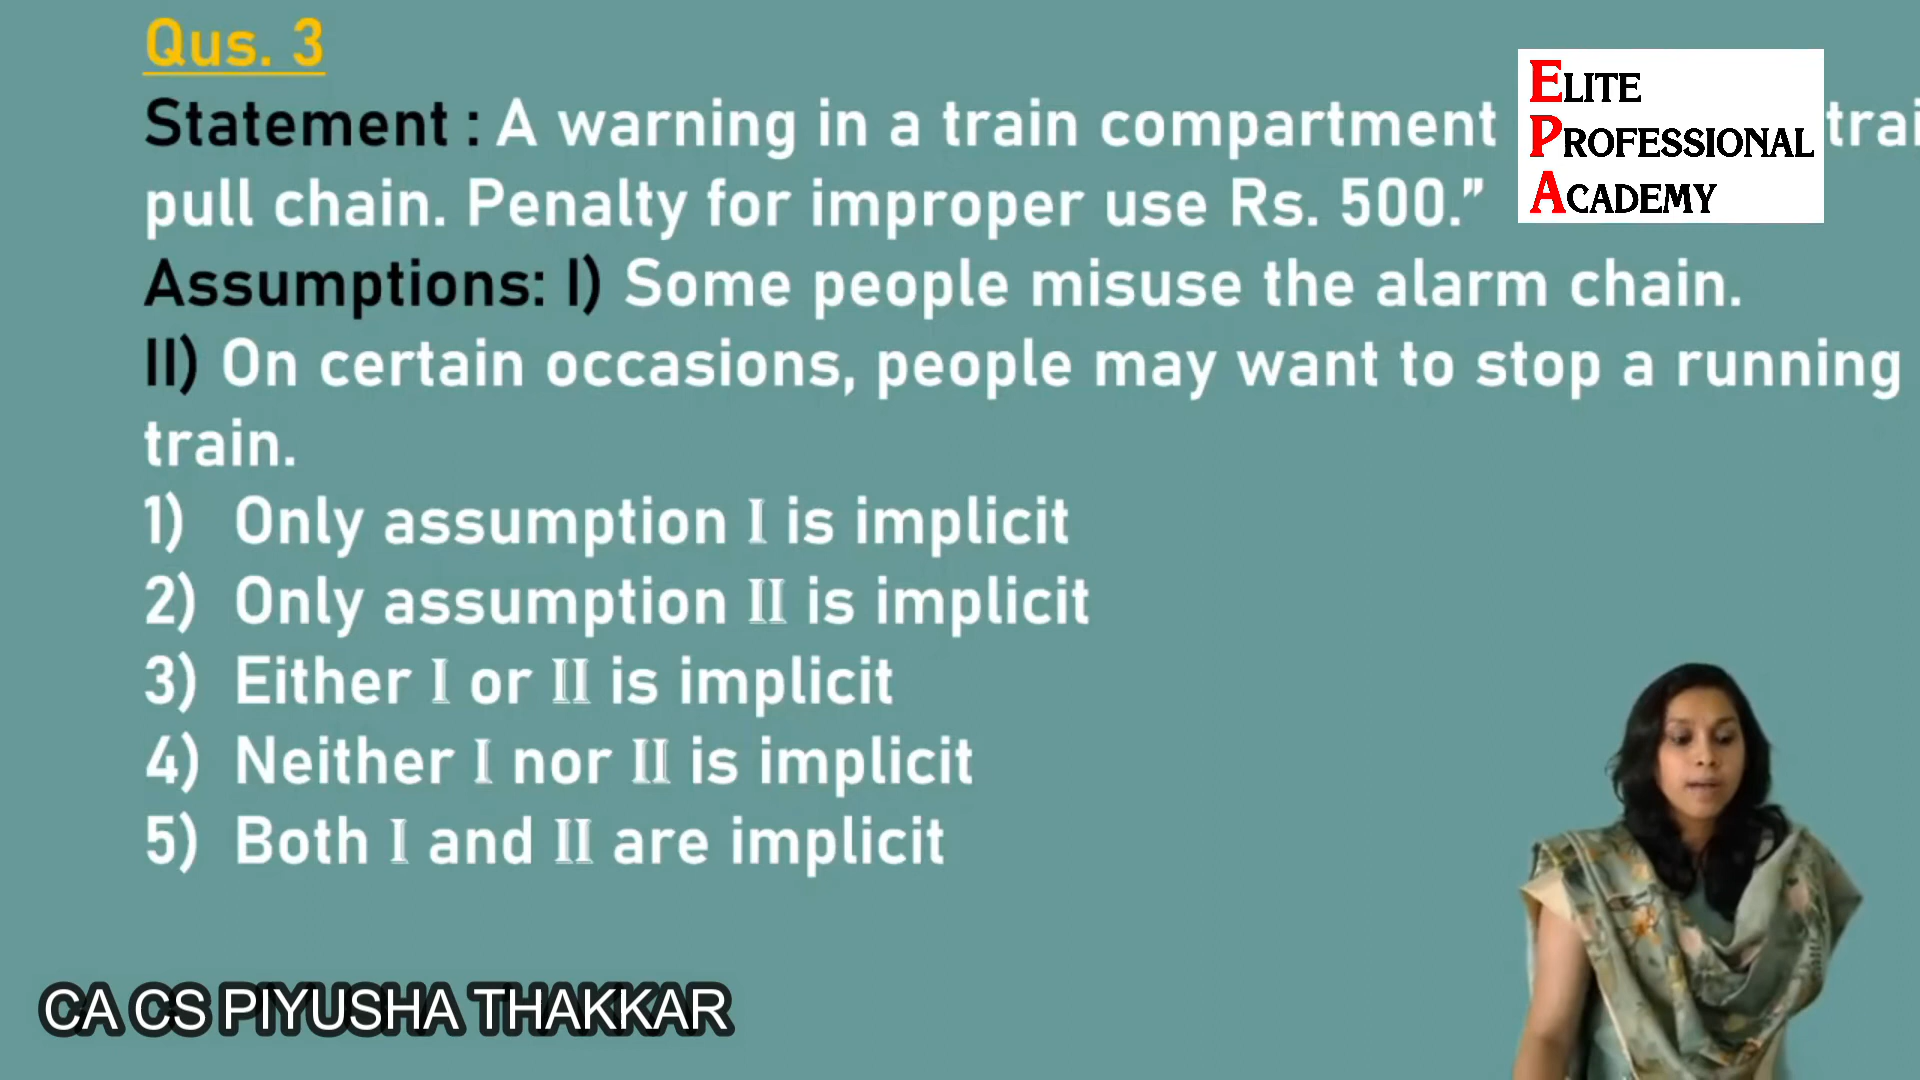 Qus. 3
Statement : A warning in a train compartment
pull chain. Penalty for improper use Rs. 500.”
Assumptions: I) Some people misuse the alarm chain.
II) On certain occasions, people may want to stop a running
train.
1) Only assumption I is implicit
2) Only assumption II is implicit
3) Either I or II is implicit
4) Neither I nor II is implicit
5) Both I and II are implicit
ELITE
PROFESSIONAL
ACADEMY
CA CS PIYUSHA THAKKAR